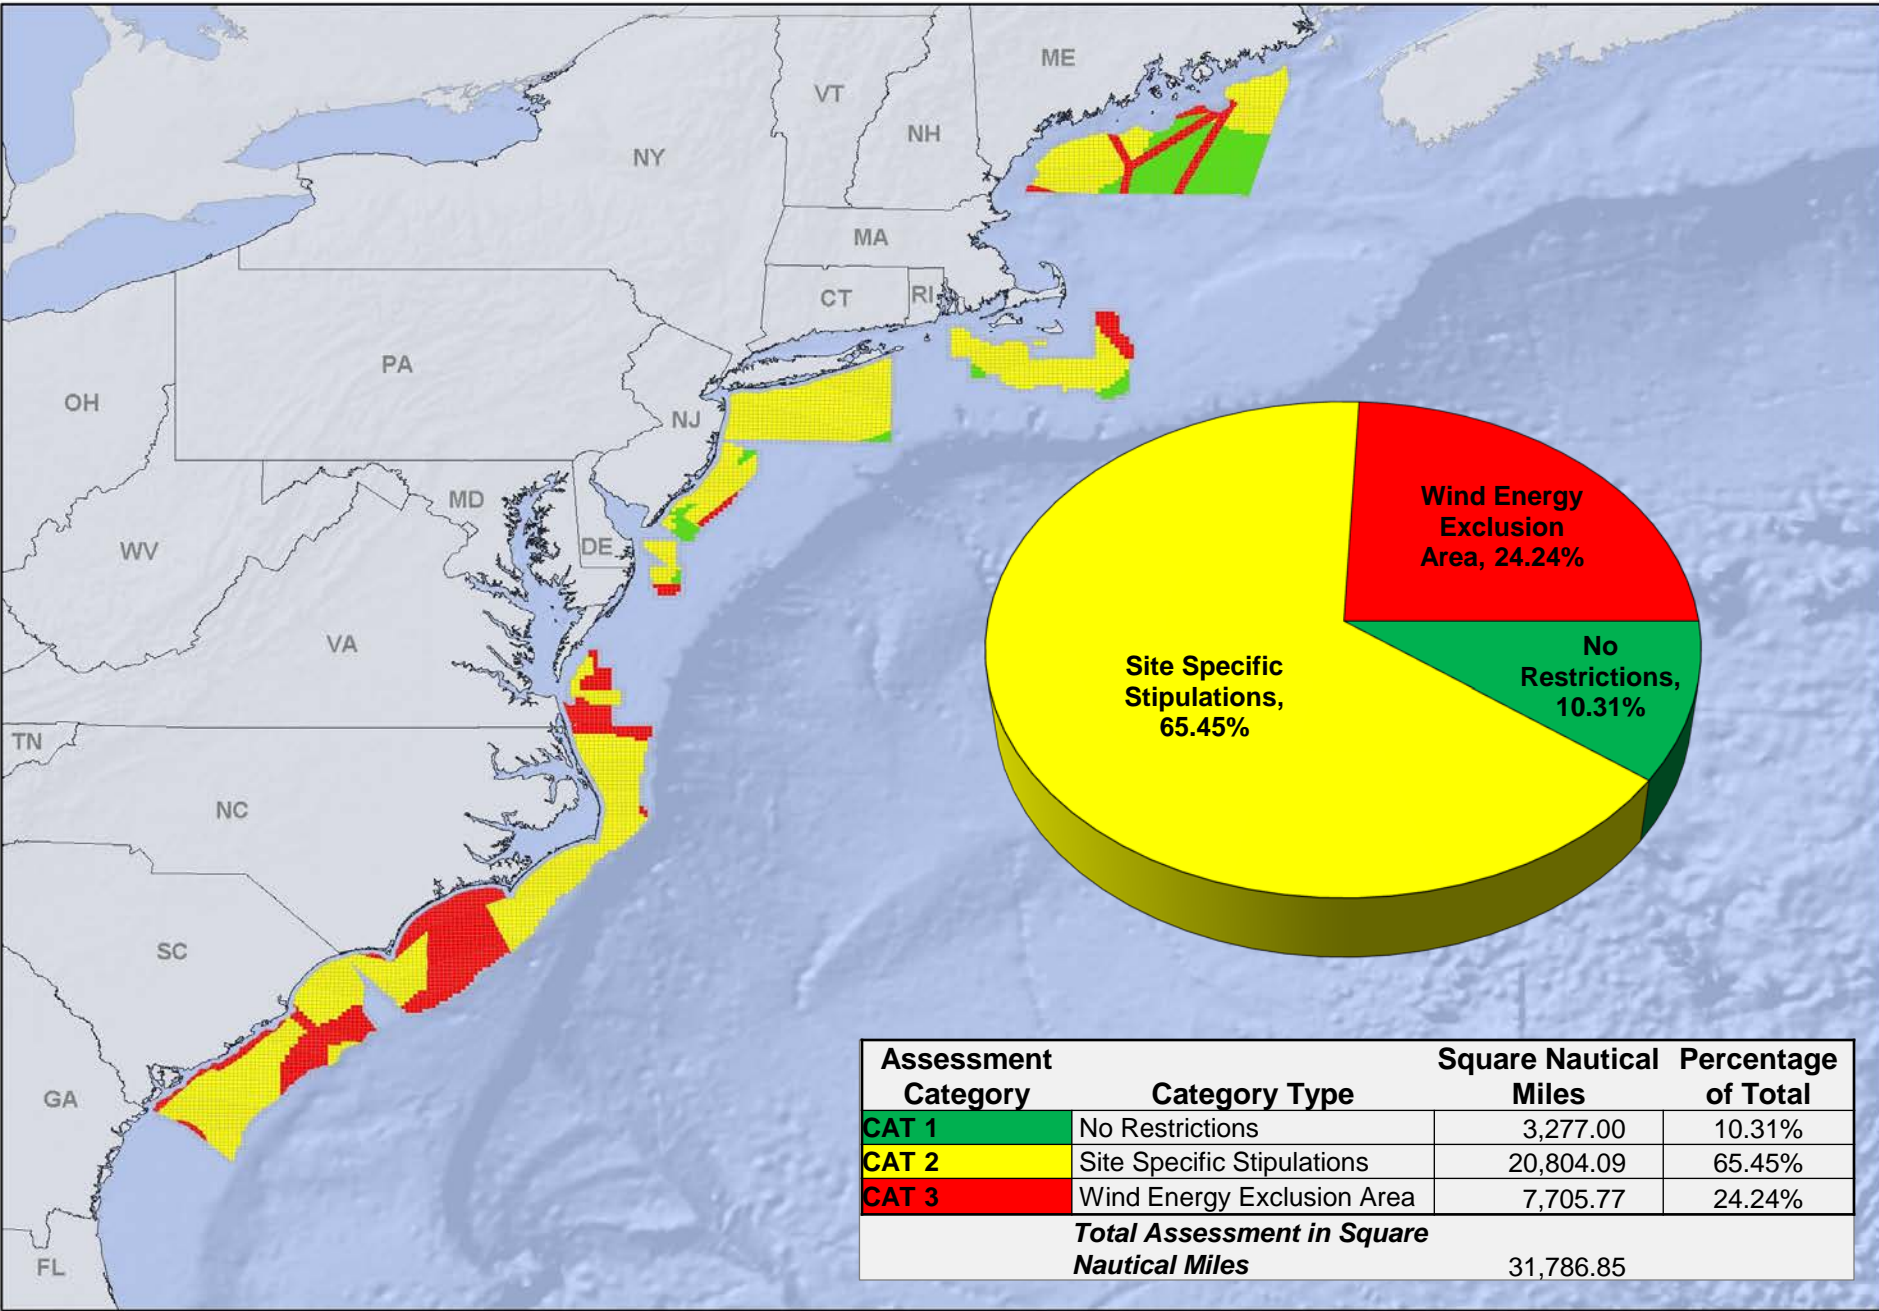 ME
VT
NH
NY
MA
CT
RI
PA
OH
NJ
MD
WV
DE
VA
TN
NC
SC
GA
FL
Wind Energy
Exclusion
Area, 24.24%
No
Restrictions,
10.31%
Site Specific
Stipulations,
65.45%
Assessment Category Category Type Square Nautical Miles Percentage of Total
CAT 1 No Restrictions 3,277.00 10.31%
CAT 2 Site Specific Stipulations 20,804.09 65.45%
CAT 3 Wind Energy Exclusion Area 7,705.77 24.24%
Total Assessment in Square
Nautical Miles 31,786.85